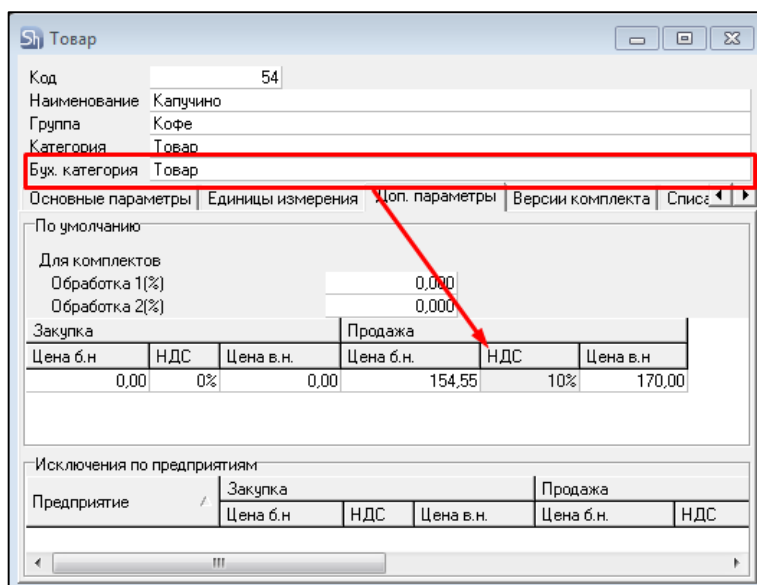 Sh Товар
Код 54
Наименование Капучино
Группа Кофе
Категория Товар
Бух. категория Товар
Основные параметры Единицы измерения Доп. параметры Версии комплекта Списа
По умолчанию
Для комплектов
Обработка 1(%) 0,000
Обработка 2(%) 0,000
Закупка Продажа
Цена б.н НДС Цена в.н. Цена б.н. НДС Цена в.н
0,00 0% 0,00 154,55 10% 170,00
Исключения по предприятиям
Предприятие Закупка Продажа
Цена б.н НДС Цена в.н. Цена б.н. НДС